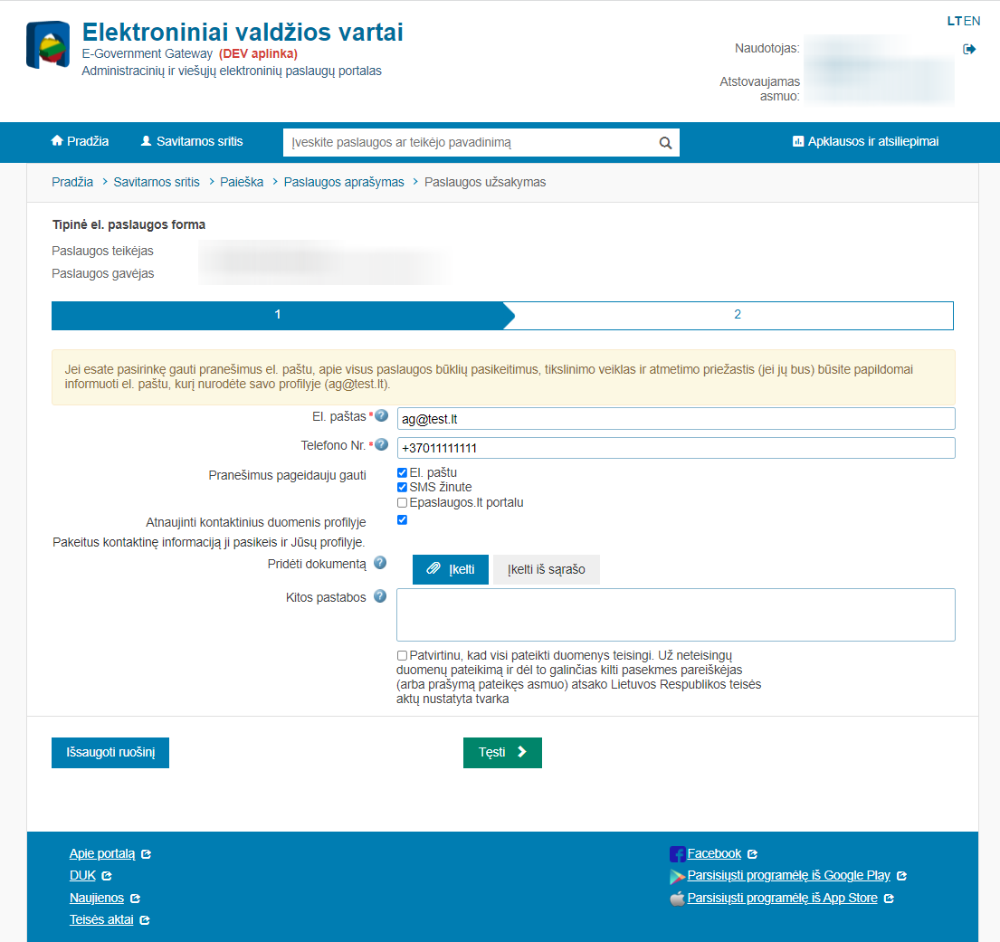 LT EN
Elektroniniai valdžios vartai
E-Government Gateway (DEV aplinka)
Administracinių ir viešųjų elektroninių paslaugų portalas
Naudotojas:
Atstovaujamas
asmuo:
Pradžia Savitarnos sritis Įveskite paslaugos ar teikėjo pavadinimą Apklausos ir atsiliepimai
Pradžia > Savitarnos sritis > Paieška > Paslaugos aprašymas > Paslaugos užsakymas
Tipinė el. paslaugos forma
Paslaugos teikėjas
Paslaugos gavėjas
1 2
Jei esate pasirinkę gauti pranešimus el. paštu, apie visus paslaugos būklių pasikeitimus, tikslinimo veiklas ir atmetimo priežastis (jei jų bus) būsite papildomai
informuoti el. paštu, kurį nurodėte savo profilyje (ag@test.lt).
El. paštas * ? ag@test.lt
Telefono Nr. * ? +37011111111
Pranešimus pageidauju gauti El. paštu
SMS žinute
Epaslaugos.lt portalu
Atnaujinti kontaktinius duomenis profilyje
Pakeitus kontaktinę informaciją ji pasikeis ir Jūsų profilyje.
Pridėti dokumentą ? Įkelti Įkelti iš sąrašo
Kitos pastabos ?
Patvirtinu, kad visi pateikti duomenys teisingi. Už neteisingų
duomenų pateikimą ir dėl to galinčias kilti pasekmes pareiškėjas
(arba prašymą pateikęs asmuo) atsako Lietuvos Respublikos teisės
aktų nustatyta tvarka
Išsaugoti ruošinį Tęsti
Apie portalą
DUK
Naujienos
Teisės aktai
Facebook
Parsisiųsti programėlę iš Google Play
Parsisiųsti programėlę iš App Store